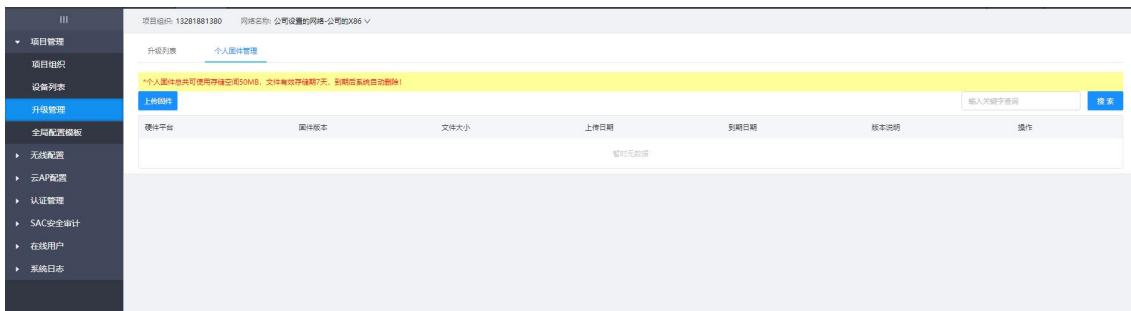 项目组织: 13281881380 网络名称: 公司设置的网络-公司的X86
项目管理
项目组织
设备列表
升级管理
全局配置模板
无线配置
云AP配置
认证管理
SAC安全审计
在线用户
系统日志
升级列表 个人固件管理
*个人固件总共可使用存储空间50MB，文件有效存储期7天，到期后系统自动删除！
上传固件 输入关键字查询 搜 索
硬件平台 固件版本 文件大小 上传日期 到期日期 版本说明 操作
暂时无数据